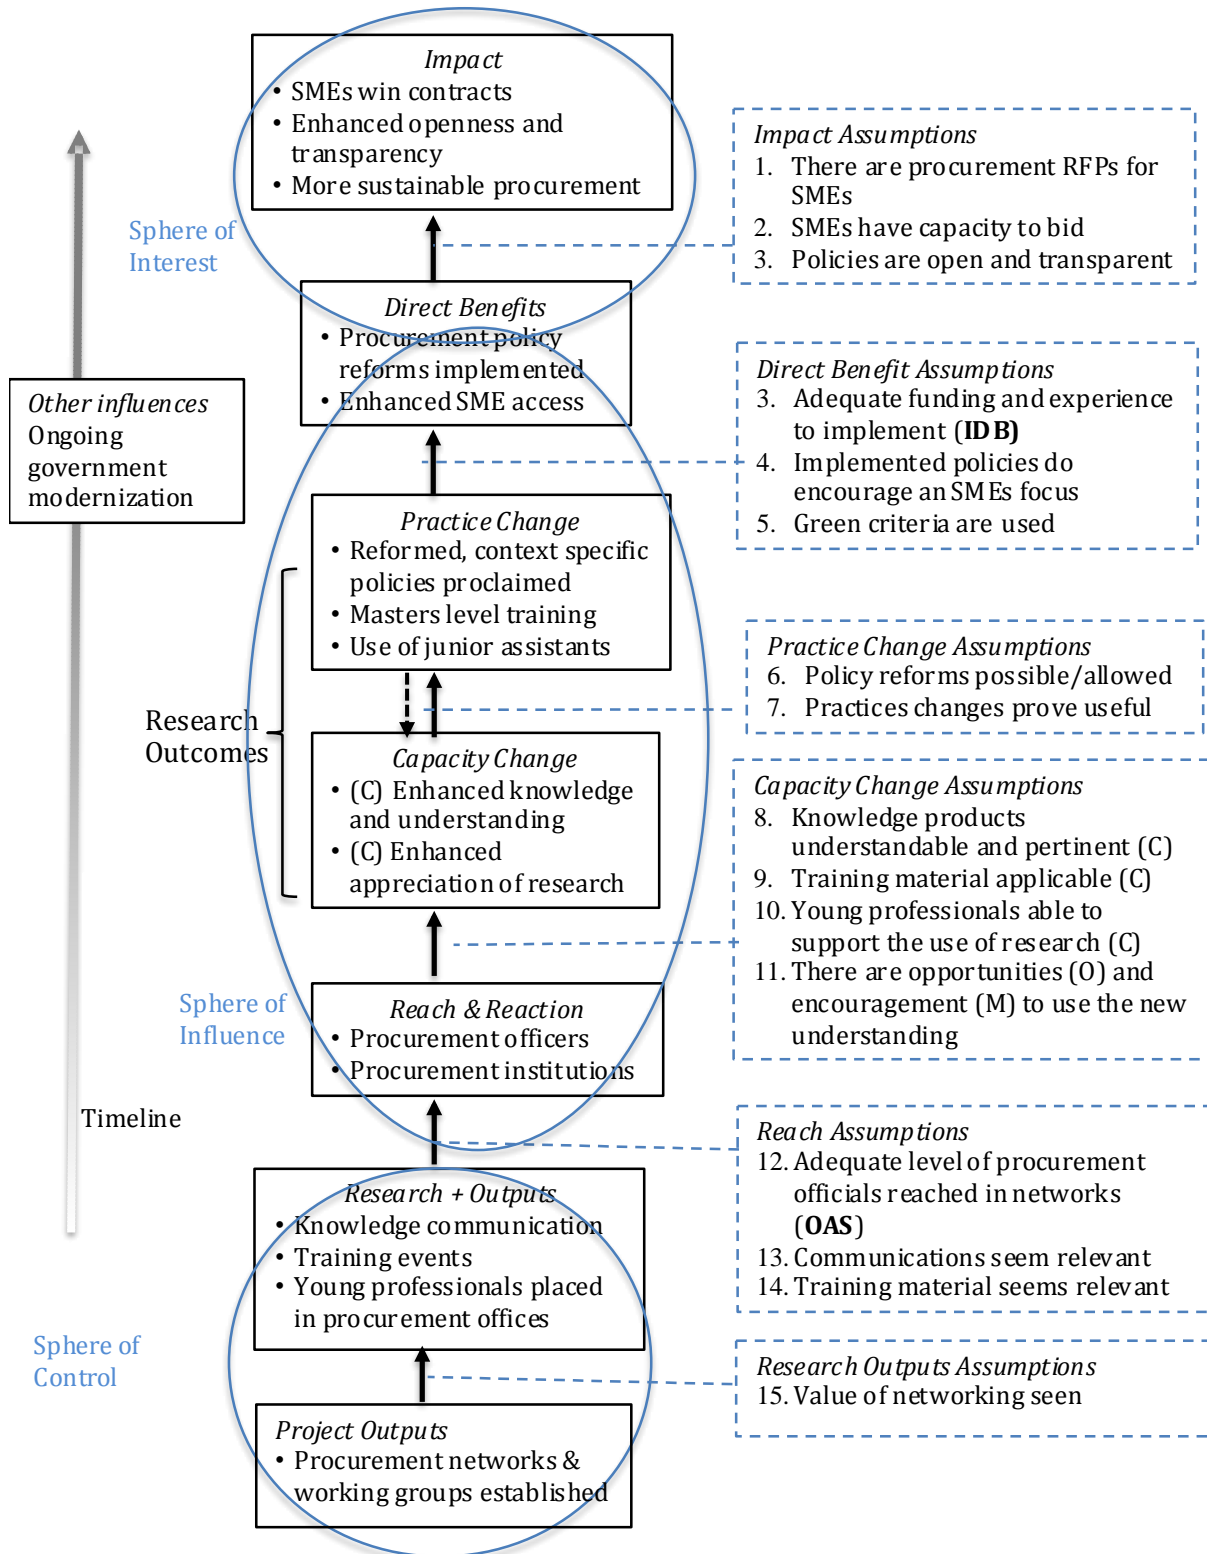 Impact
• SMEs win contracts
• Enhanced openness and
transparency
• More sustainable procurement
Impact Assumptions
1. There are procurement RFPs for
SMEs
2. SMEs have capacity to bid
3. Policies are open and transparent
Sphere of
Interest
Direct Benefits
• Procurement policy
reforms implemented
• Enhanced SME access
Direct Benefit Assumptions
3. Adequate funding and experience
to implement (IDB)
4. Implemented policies do
encourage an SMEs focus
5. Green criteria are used
Other influences
Ongoing
government
modernization
Practice Change
• Reformed, context specific
policies proclaimed
• Masters level training
• Use of junior assistants
Practice Change Assumptions
6. Policy reforms possible/allowed
7. Practices changes prove useful
Research
Outcomes
Capacity Change
• (C) Enhanced knowledge
and understanding
• (C) Enhanced
appreciation of research
Capacity Change Assumptions
8. Knowledge products
understandable and pertinent (C)
9. Training material applicable (C)
10. Young professionals able to
support the use of research (C)
11. There are opportunities (O) and
encouragement (M) to use the new
understanding
Sphere of
Influence
Reach & Reaction
• Procurement officers
• Procurement institutions
Timeline
Reach Assumptions
12. Adequate level of procurement
officials reached in networks
(OAS)
13. Communications seem relevant
14. Training material seems relevant
Research + Outputs
• Knowledge communication
• Training events
• Young professionals placed
in procurement offices
Sphere of
Control
Research Outputs Assumptions
15. Value of networking seen
Project Outputs
• Procurement networks &
working groups established